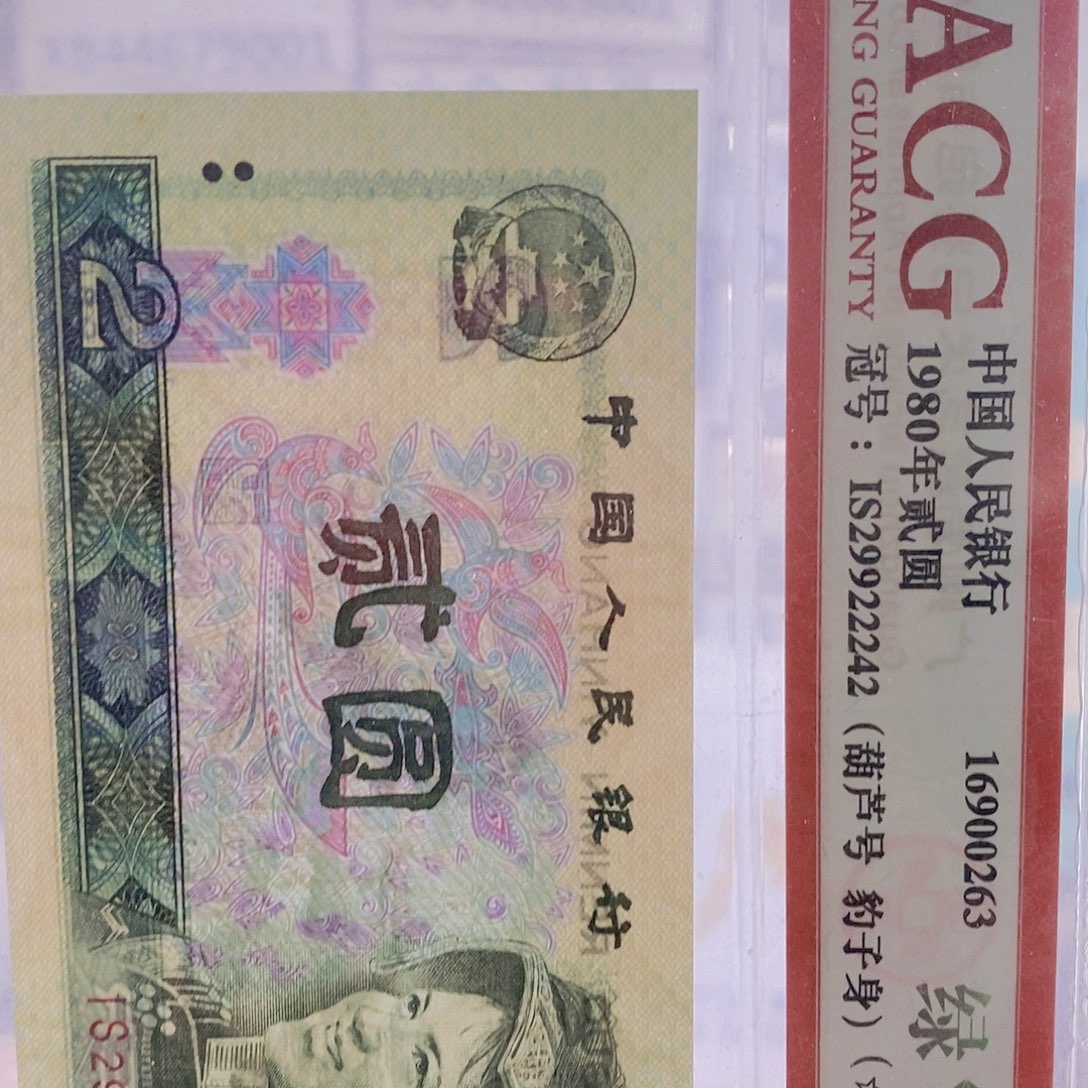 ACG
NG GUARANTY
中国人民银行 16900263
1980年贰圆
冠号：IS29922242（葫芦号 豹子身）（
绿
中国人民银行
贰圆
2
IS29